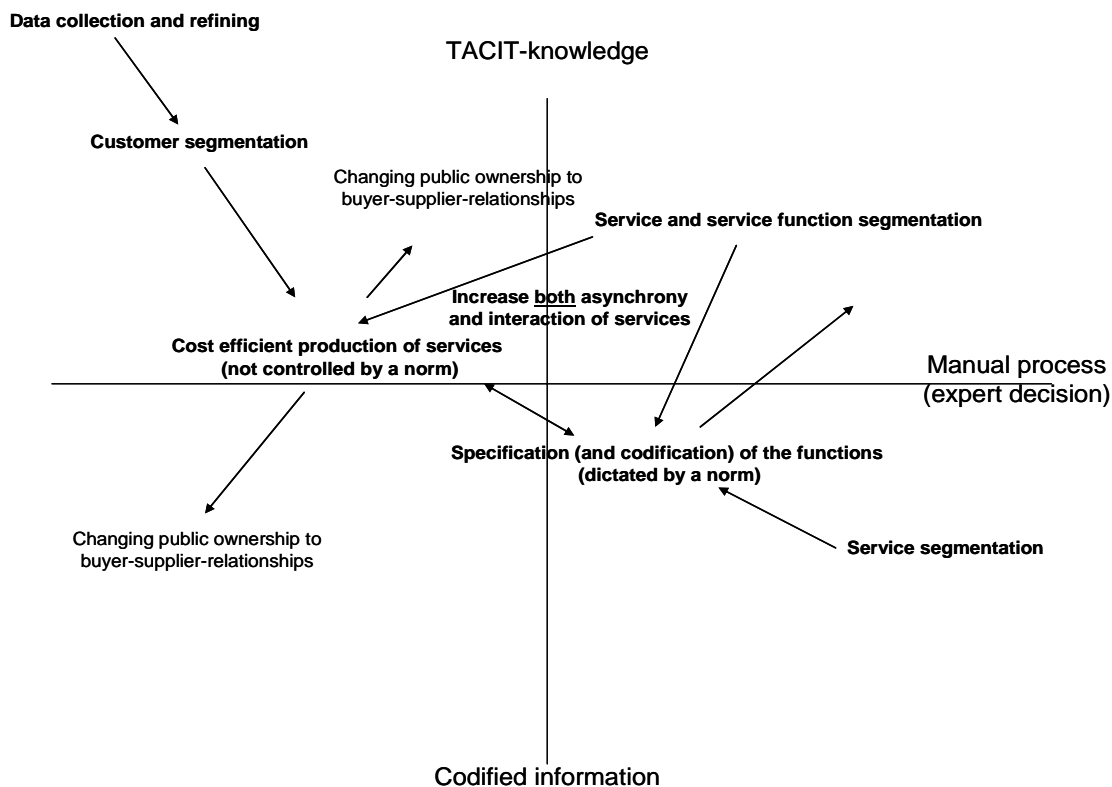 Data collection and refining
TACIT-knowledge
Customer segmentation
Changing public ownership to
buyer-supplier-relationships
Service and service function segmentation
Increase both asynchrony
and interaction of services
Cost efficient production of services
(not controlled by a norm)
Manual process
(expert decision)
Specification (and codification) of the functions
(dictated by a norm)
Changing public ownership to
buyer-supplier-relationships
Service segmentation
Codified information